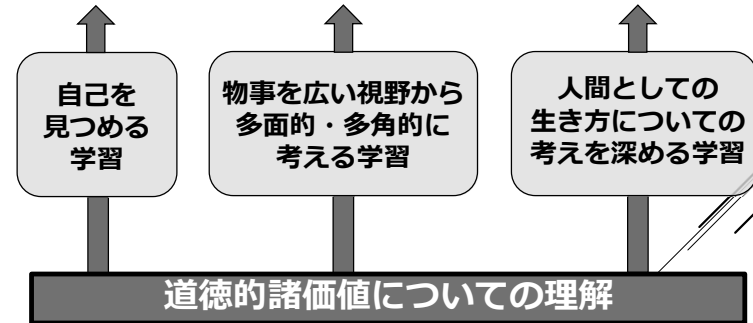 自己を
見つめる
学習
物事を広い視野から
多面的・多角的に
考える学習
人間としての
生き方についての
考えを深める学習
道徳的諸価値についての理解